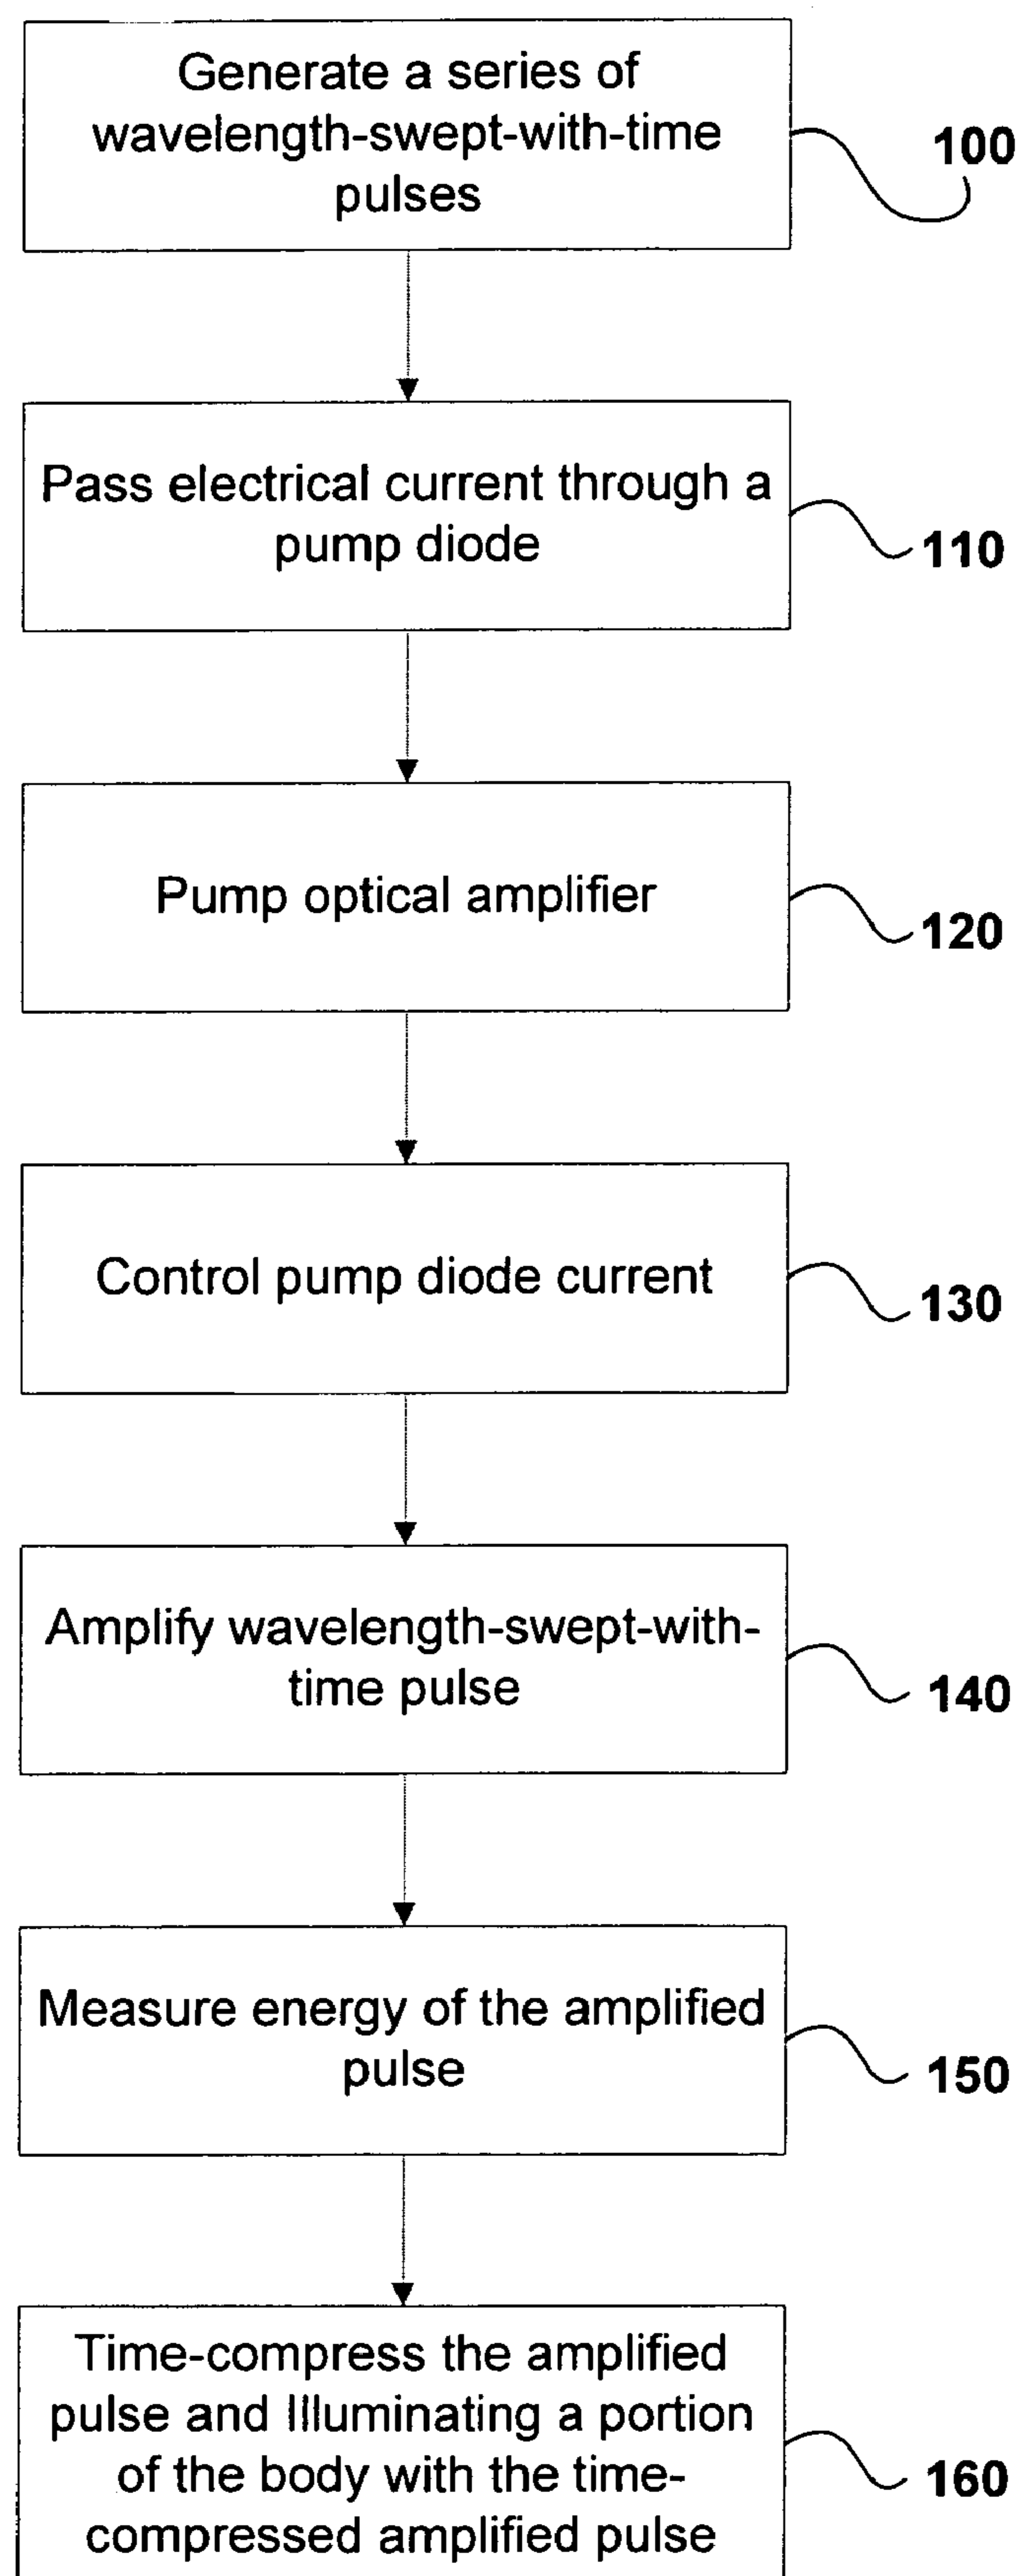 Generate a series of
wavelength-swept-with-time
pulses
100
Pass electrical current through a
pump diode
110
Pump optical amplifier
120
Control pump diode current
130
Amplify wavelength-swept-with-
time pulse
140
Measure energy of the amplified
pulse
150
Time-compress the amplified
pulse and Illuminating a portion
of the body with the time-
compressed amplified pulse
160